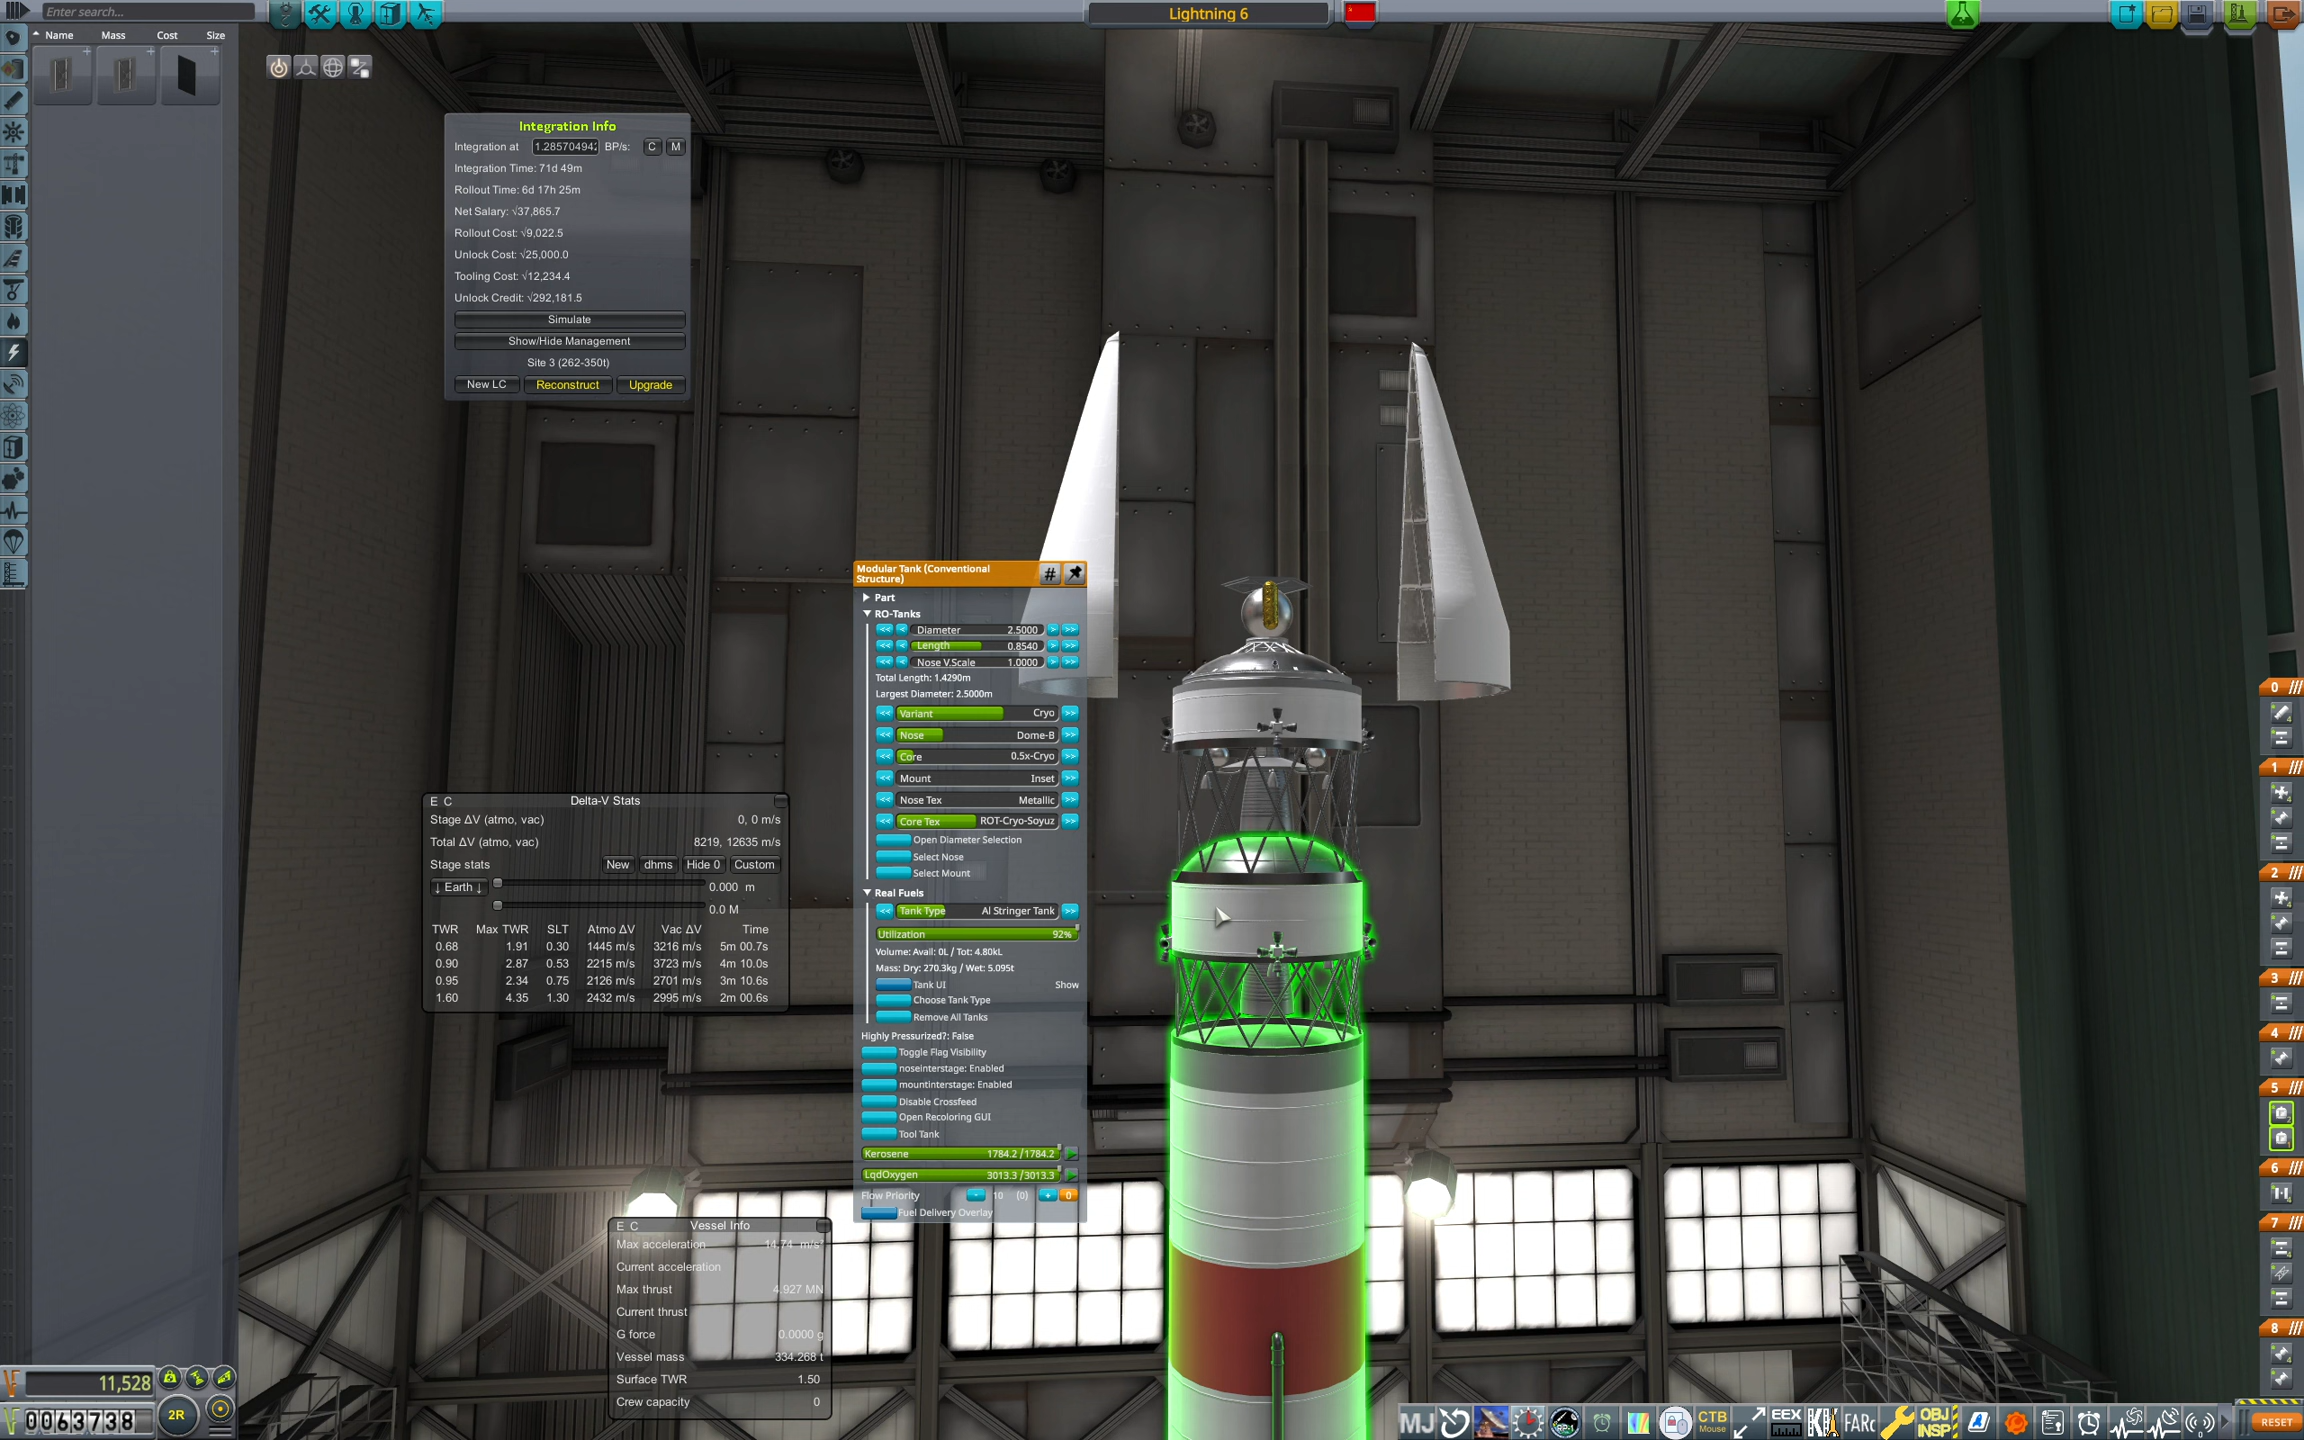 Enter search...
Lightning 6
Name Mass Cost Size
Integration Info
Integration at 1.28570494 BP/s: C M
Integration Time: 71d 49m
Rollout Time: 6d 17h 25m
Net Salary: √37,865.7
Rollout Cost: √9,022.5
Unlock Cost: √25,000.0
Tooling Cost: √12,234.4
Unlock Credit: √292,181.5
Simulate
Show/Hide Management
Site 3 (262-350t)
New LC Reconstruct Upgrade
Modular Tank (Conventional
Structure) #
Part
RO-Tanks
<< < Diameter 2.5000 > >>
<< < Length 0.8540 > >>
<< < Nose V.Scale 1.0000 > >>
Total Length: 1.4290m
Largest Diameter: 2.5000m
<< Variant Cryo >>
<< Nose Dome-B >>
<< Core 0.5x-Cryo >>
<< Mount Inset >>
<< Nose Tex Metallic >>
<< Core Tex ROT-Cryo-Soyuz >>
Open Diameter Selection
Select Nose
Select Mount
Real Fuels
<< Tank Type Al Stringer Tank >>
Utilization 92%
Volume: Avail: 0L / Tot: 4.80kL
Mass: Dry: 270.3kg / Wet: 5.095t
Tank UI Show
Choose Tank Type
Remove All Tanks
Highly Pressurized?: False
Toggle Flag Visibility
noseinterstage: Enabled
mountinterstage: Enabled
Disable Crossfeed
Open Recoloring GUI
Tool Tank
Kerosene 1784.2 /1784.2
LqdOxygen 3013.3 /3013.3
Flow Priority - 10 (0) + 0
Fuel Delivery Overlay
E C Delta-V Stats
Stage ΔV (atmo, vac) 0, 0 m/s
Total ΔV (atmo, vac) 8219, 12635 m/s
Stage stats New dhms Hide 0 Custom
↓ Earth ↓ 0.000 m
0.0 M
TWR Max TWR SLT Atmo ΔV Vac ΔV Time
0.68 1.91 0.30 1445 m/s 3216 m/s 5m 00.7s
0.90 2.87 0.53 2215 m/s 3723 m/s 4m 10.0s
0.95 2.34 0.75 2126 m/s 2701 m/s 3m 10.6s
1.60 4.35 1.30 2432 m/s 2995 m/s 2m 00.6s
E C Vessel Info
Max acceleration 14.74 m/s²
Current acceleration
Max thrust 4.927 MN
Current thrust
G force 0.0000 g
Vessel mass 334.268 t
Surface TWR 1.50
Crew capacity 0
0
1
2
3
4
5
6
7
8
11,528
0063738
2R
MJ
RP-1
CTB
Mouse
EEX
FARc
OBJ
INSP
RESET